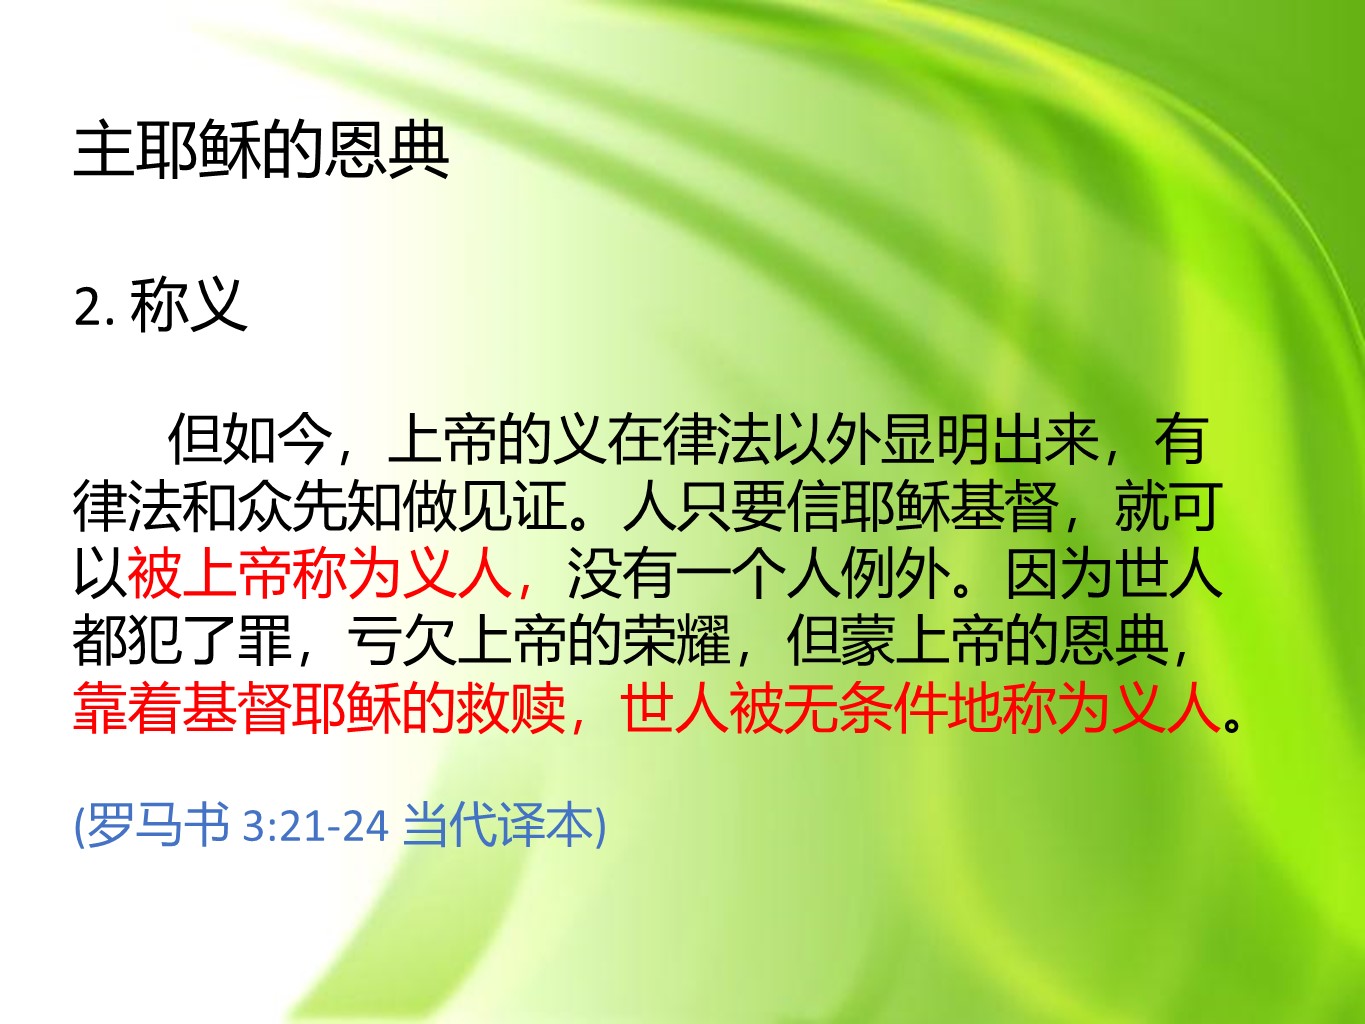 主耶稣的恩典
2. 称义
但如今，上帝的义在律法以外显明出来，有
律法和众先知做见证。人只要信耶稣基督，就可
以被上帝称为义人，没有一个人例外。因为世人
都犯了罪，亏欠上帝的荣耀，但蒙上帝的恩典，
靠着基督耶稣的救赎，世人被无条件地称为义人。
(罗马书 3:21-24 当代译本)